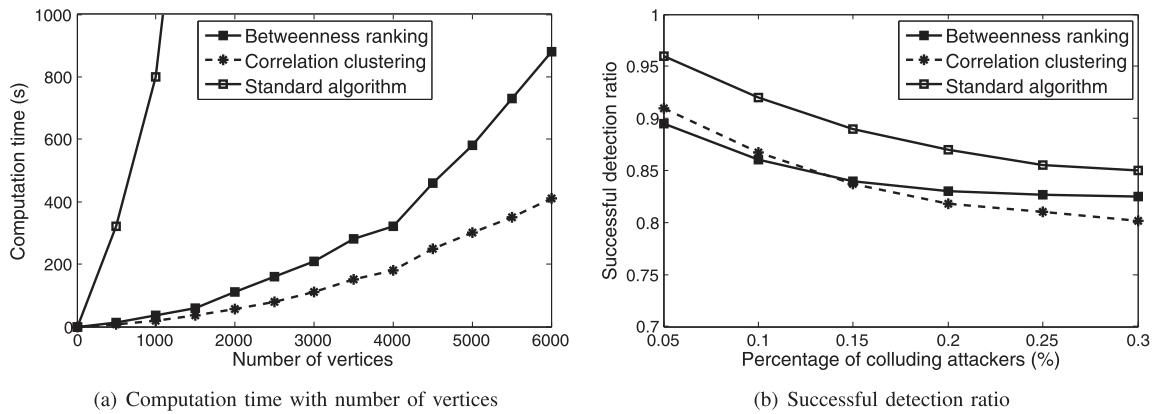 1000
800
600
400
200
0
Computation time (s)
Betweenness ranking
Correlation clustering
Standard algorithm
0 1000 2000 3000 4000 5000 6000
Number of vertices
(a) Computation time with number of vertices
1
0.95
0.9
0.85
0.8
0.75
0.7
Successful detection ratio
Betweenness ranking
Correlation clustering
Standard algorithm
0.05 0.1 0.15 0.2 0.25 0.3
Percentage of colluding attackers (%)
(b) Successful detection ratio